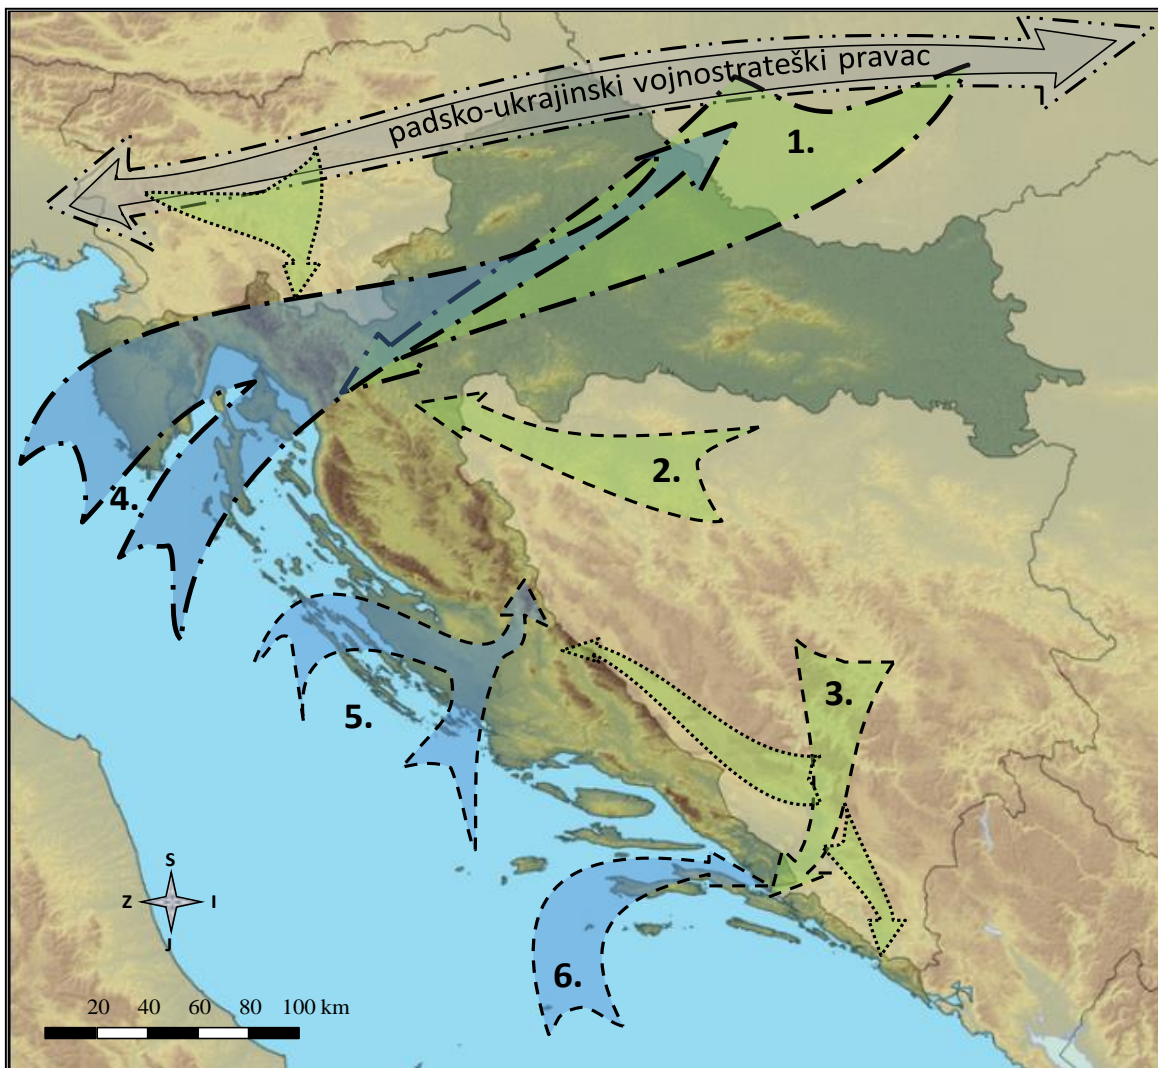 padsko-ukrajinski vojnostrateški pravac
1.
2.
3.
4.
5.
6.
S
Z
I
J
20 40 60 80 100 km